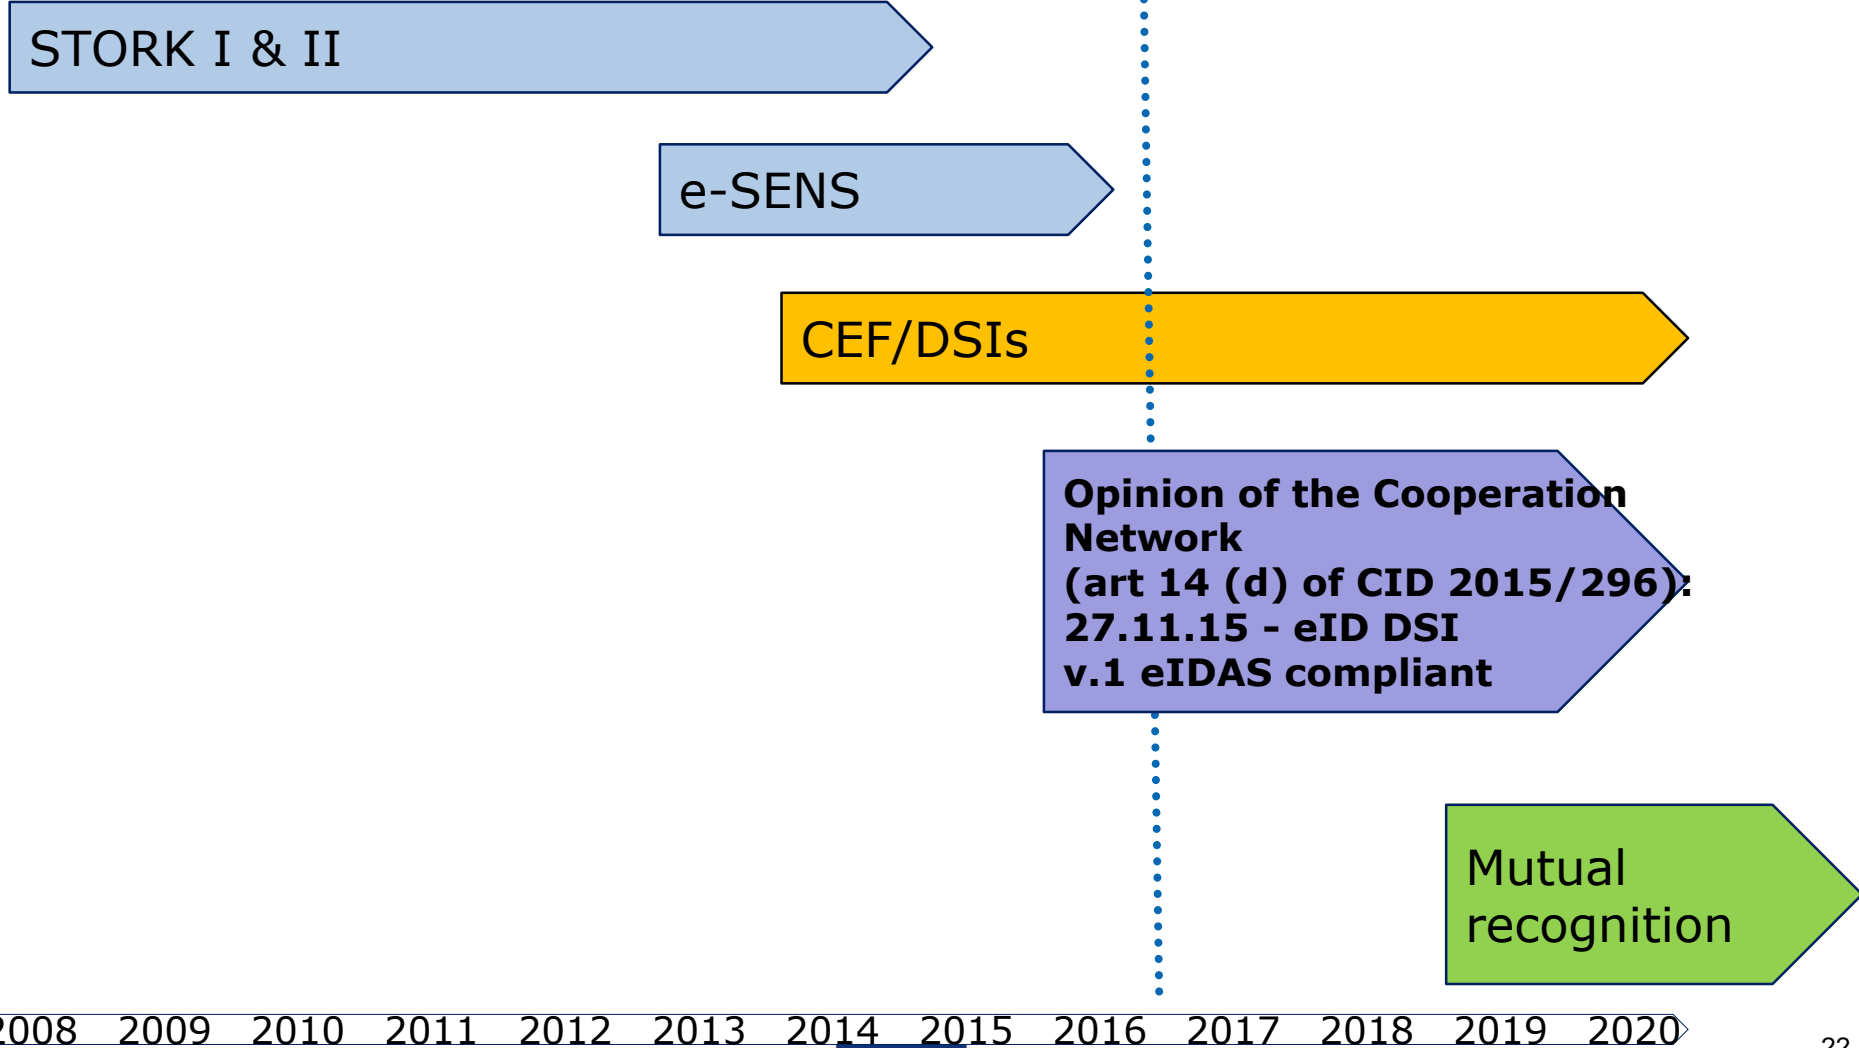 STORK I & II
e-SENS
CEF/DSIs
Opinion of the Cooperation
Network
(art 14 (d) of CID 2015/296):
27.11.15 - eID DSI
v.1 eIDAS compliant
Mutual
recognition
2008 2009 2010 2011 2012 2013 2014 2015 2016 2017 2018 2019 2020
22